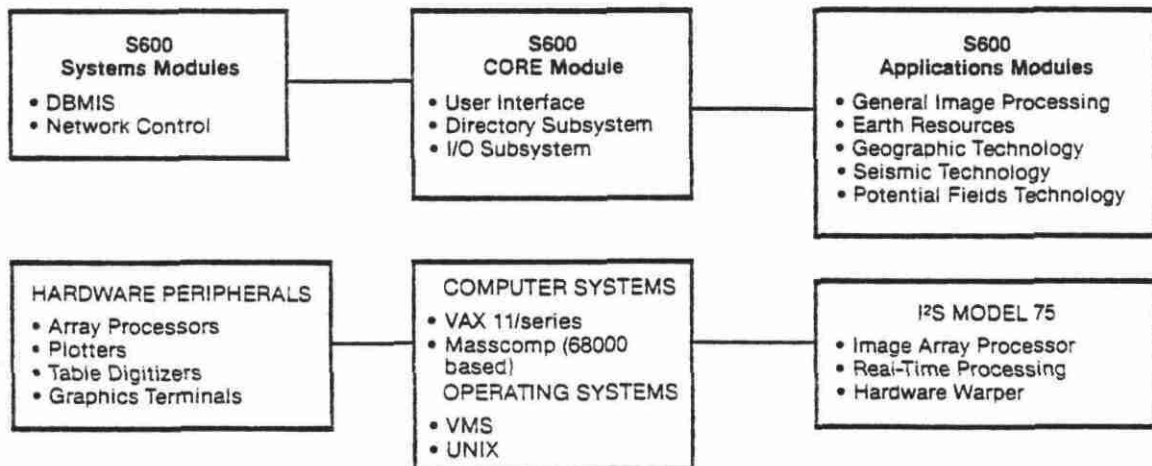 S600
Systems Modules
• DBMIS
• Network Control
S600
CORE Module
• User Interface
• Directory Subsystem
• I/O Subsystem
S600
Applications Modules
• General Image Processing
• Earth Resources
• Geographic Technology
• Seismic Technology
• Potential Fields Technology
HARDWARE PERIPHERALS
• Array Processors
• Plotters
• Table Digitizers
• Graphics Terminals
COMPUTER SYSTEMS
• VAX 11/series
• Masscomp (68000
based)
OPERATING SYSTEMS
• VMS
• UNIX
I²S MODEL 75
• Image Array Processor
• Real-Time Processing
• Hardware Warper